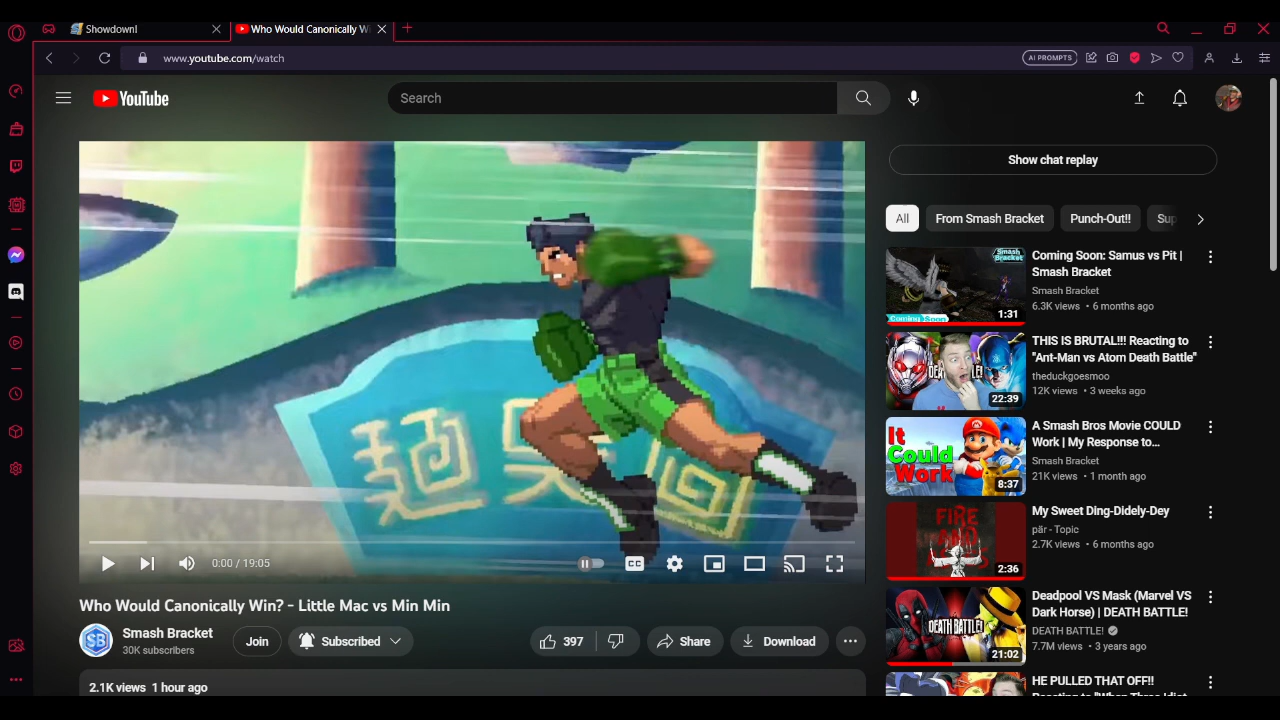 Showdown!
Who Would Canonically Wi
www.youtube.com/watch
AI PROMPTS
YouTube
Search
Show chat replay
All
From Smash Bracket
Punch-Out!!
Sup
麺
Smash Bracket
Coming Soon
1:31
Coming Soon: Samus vs Pit |
Smash Bracket
Smash Bracket
6.3K views • 6 months ago
22:39
THIS IS BRUTAL!!! Reacting to
"Ant-Man vs Atom Death Battle"
theduckgoesmoo
12K views • 3 weeks ago
It
Could
Work
8:37
A Smash Bros Movie COULD
Work | My Response to...
Smash Bracket
21K views • 1 month ago
FIRE
2:36
My Sweet Ding-Didely-Dey
pär - Topic
2.7K views • 6 months ago
DEATH BATTLE!
21:02
Deadpool VS Mask (Marvel VS
Dark Horse) | DEATH BATTLE!
DEATH BATTLE!
7.7M views • 3 years ago
HE PULLED THAT OFF!!
0:00 / 19:05
CC
Who Would Canonically Win? - Little Mac vs Min Min
SB
Smash Bracket
30K subscribers
Join
Subscribed
397
Share
Download
2.1K views 1 hour ago